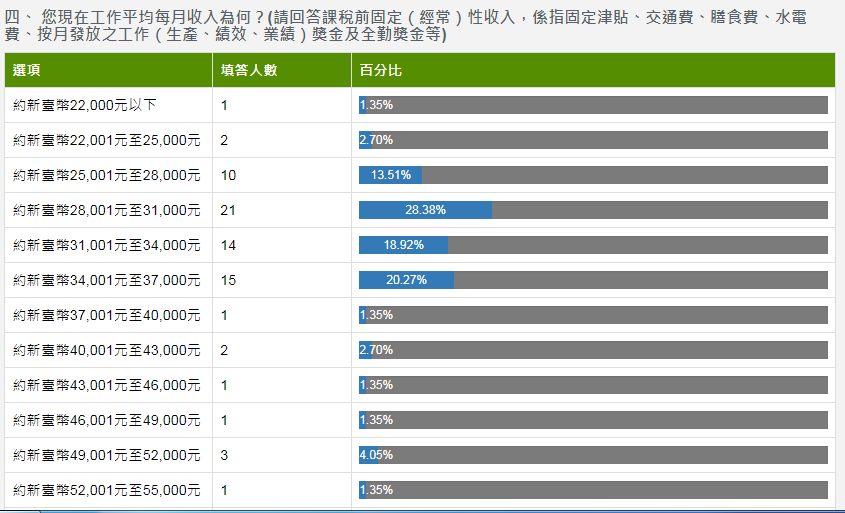 四、 您現在工作平均每月收入為何？(請回答課稅前固定（經常）性收入，係指固定津貼、交通費、膳食費、水電
費、按月發放之工作（生產、績效、業績）獎金及全勤獎金等)
選項 填答人數 百分比
約新臺幣22,000元以下 1 1.35%
約新臺幣22,001元至25,000元 2 2.70%
約新臺幣25,001元至28,000元 10 13.51%
約新臺幣28,001元至31,000元 21 28.38%
約新臺幣31,001元至34,000元 14 18.92%
約新臺幣34,001元至37,000元 15 20.27%
約新臺幣37,001元至40,000元 1 1.35%
約新臺幣40,001元至43,000元 2 2.70%
約新臺幣43,001元至46,000元 1 1.35%
約新臺幣46,001元至49,000元 1 1.35%
約新臺幣49,001元至52,000元 3 4.05%
約新臺幣52,001元至55,000元 1 1.35%